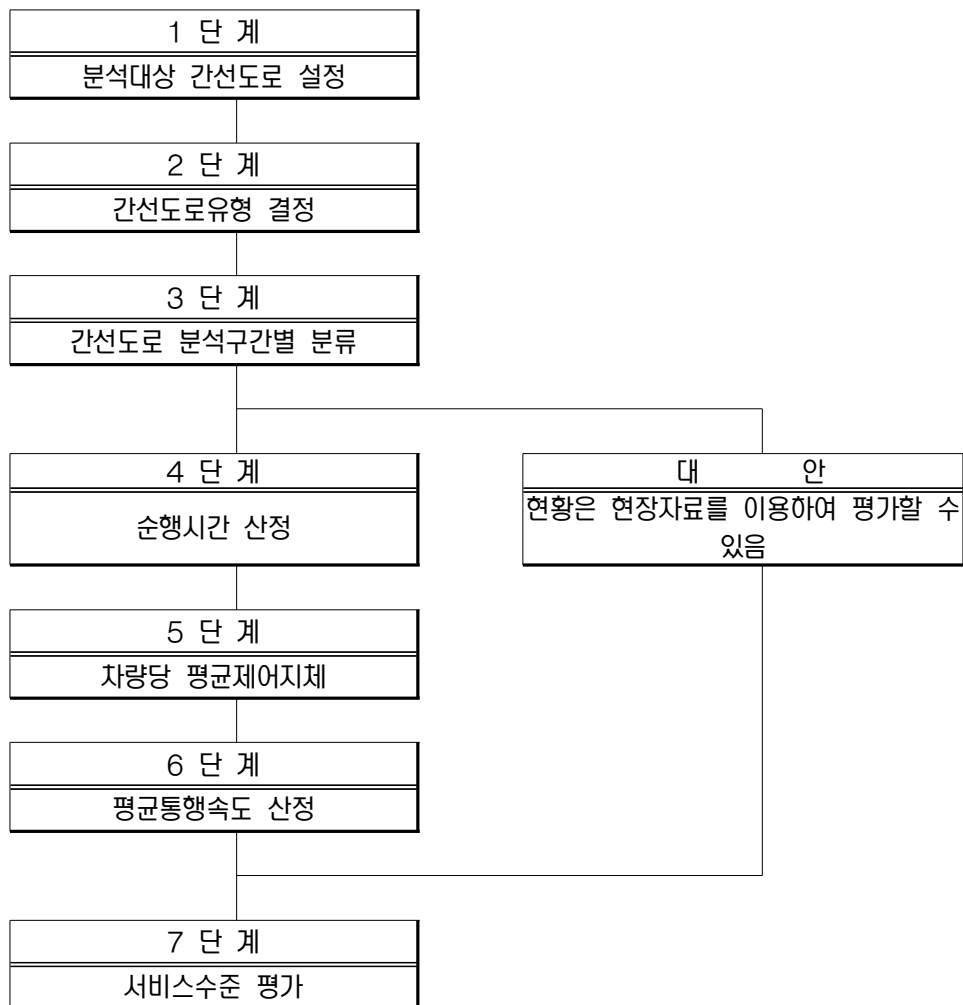 1 단 계
분석대상 간선도로 설정
2 단 계
간선도로유형 결정
3 단 계
간선도로 분석구간별 분류
4 단 계
순행시간 산정
대 안
현황은 현장자료를 이용하여 평가할 수
있음
5 단 계
차량당 평균제어지체
6 단 계
평균통행속도 산정
7 단 계
서비스수준 평가